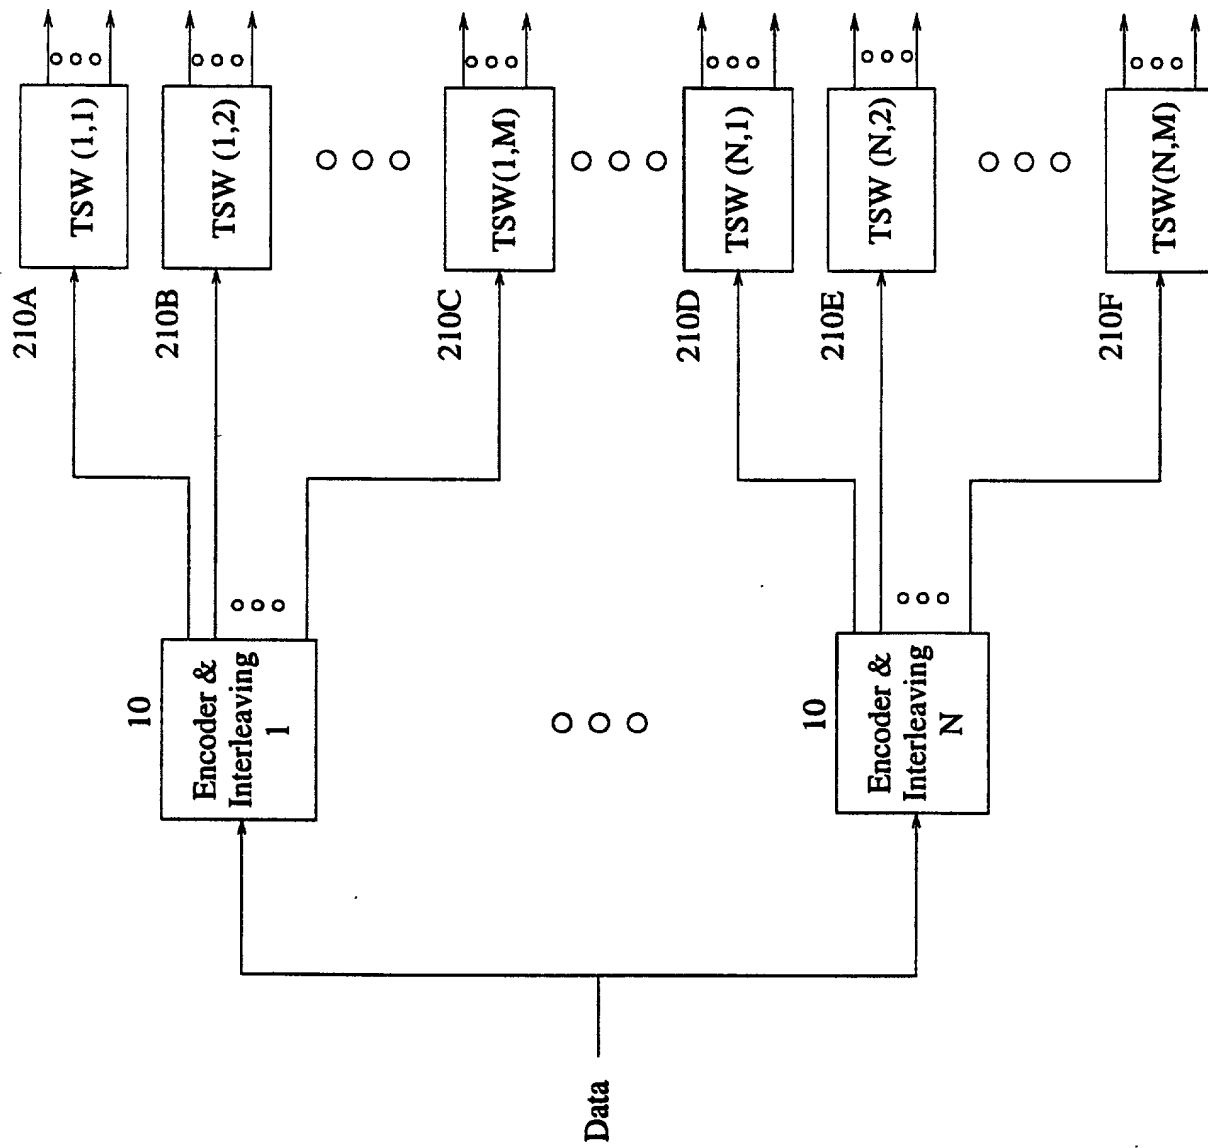 Data
10
Encoder &
Interleaving
1
10
Encoder &
Interleaving
N
210A
TSW (1,1)
210B
TSW (1,2)
210C
TSW(1,M)
210D
TSW (N,1)
210E
TSW (N,2)
210F
TSW(N,M)